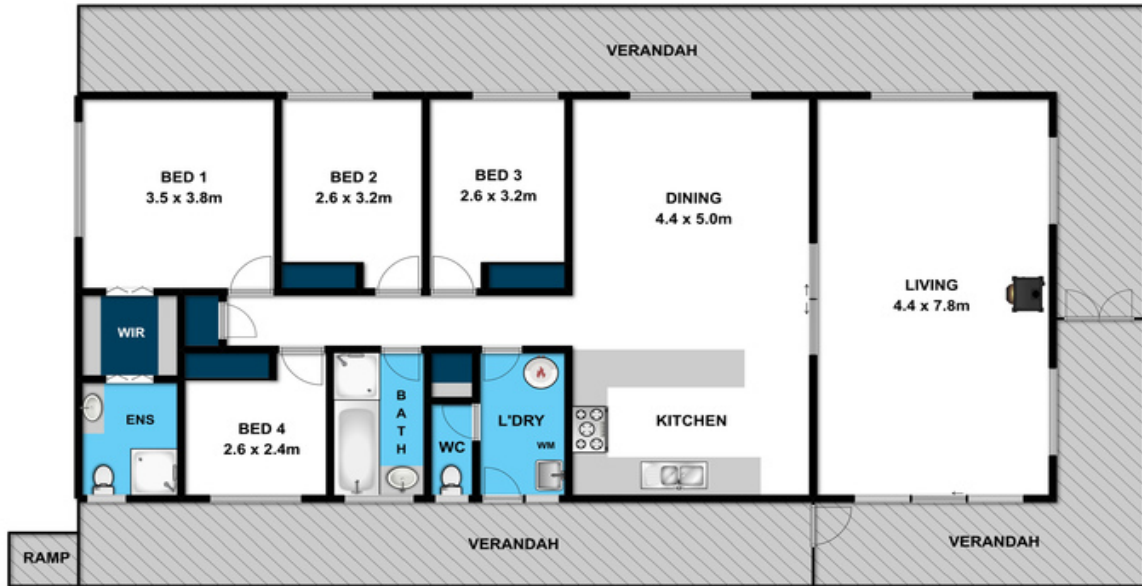 VERANDAH
BED 1
3.5 x 3.8m
BED 2
2.6 x 3.2m
BED 3
2.6 x 3.2m
DINING
4.4 x 5.0m
LIVING
4.4 x 7.8m
WIR
ENS
BED 4
2.6 x 2.4m
BATH
WC
L'DRY
WM
KITCHEN
RAMP
VERANDAH
VERANDAH